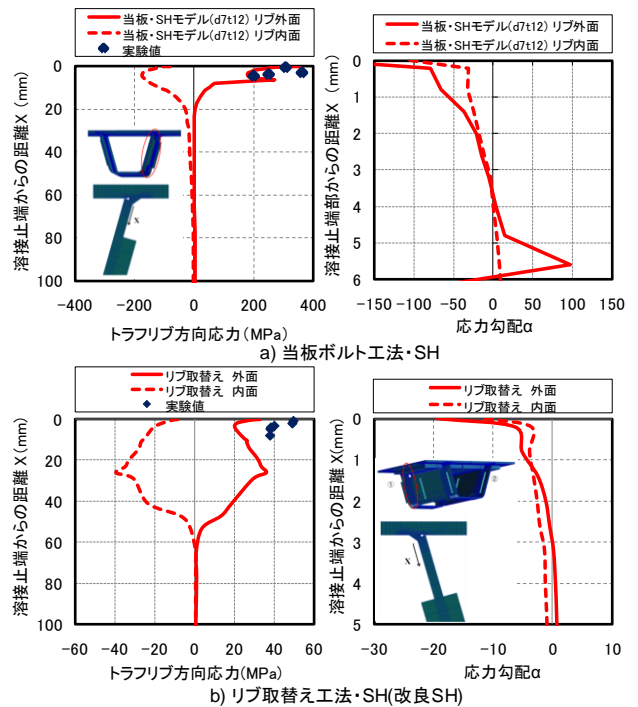 当板・SHモデル(d7t12) リブ外面
当板・SHモデル(d7t12) リブ内面
実験値
溶接止端からの距離X (mm)
0
20
40
60
80
100
X
-400 -200 0 200 400
トラフリブ方向応力(MPa)
当板・SHモデル(d7t12) リブ外面
当板・SHモデル(d7t12) リブ内面
溶接止端部からの距離X (mm)
0
1
2
3
4
5
6
-150 -100 -50 0 50 100 150
応力勾配α
a) 当板ボルト工法・SH
リブ取替え 外面
リブ取替え 内面
実験値
溶接止端からの距離 X(mm)
0
20
40
60
80
100
-60 -40 -20 0 20 40 60
トラフリブ方向応力(MPa)
リブ取替え 外面
リブ取替え 内面
溶接止端からの距離 X(mm)
0
1
2
3
4
5
① ②
X
-30 -20 -10 0 10
応力勾配α
b) リブ取替え工法・SH(改良SH)